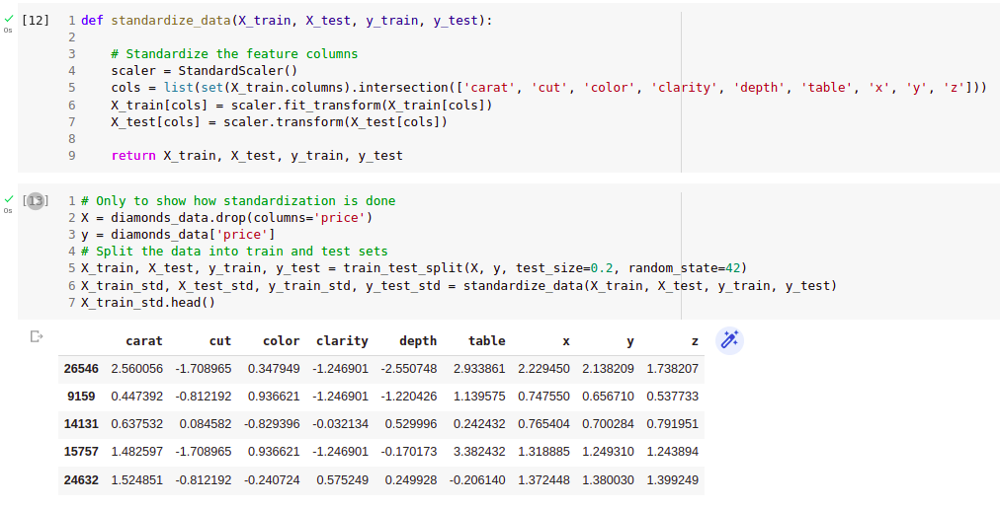 [12] 1 def standardize_data(X_train, X_test, y_train, y_test):
0s 2
3     # Standardize the feature columns
4     scaler = StandardScaler()
5     cols = list(set(X_train.columns).intersection(['carat', 'cut', 'color', 'clarity', 'depth', 'table', 'x', 'y', 'z']))
6     X_train[cols] = scaler.fit_transform(X_train[cols])
7     X_test[cols] = scaler.transform(X_test[cols])
8
9     return X_train, X_test, y_train, y_test
[13] 1 # Only to show how standardization is done
0s 2 X = diamonds_data.drop(columns='price')
3 y = diamonds_data['price']
4 # Split the data into train and test sets
5 X_train, X_test, y_train, y_test = train_test_split(X, y, test_size=0.2, random_state=42)
6 X_train_std, X_test_std, y_train_std, y_test_std = standardize_data(X_train, X_test, y_train, y_test)
7 X_train_std.head()
carat cut color clarity depth table x y z
26546 2.560056 -1.708965 0.347949 -1.246901 -2.550748 2.933861 2.229450 2.138209 1.738207
9159 0.447392 -0.812192 0.936621 -1.246901 -1.220426 1.139575 0.747550 0.656710 0.537733
14131 0.637532 0.084582 -0.829396 -0.032134 0.529996 0.242432 0.765404 0.700284 0.791951
15757 1.482597 -1.708965 0.936621 -1.246901 -0.170173 3.382432 1.318885 1.249310 1.243894
24632 1.524851 -0.812192 -0.240724 0.575249 0.249928 -0.206140 1.372448 1.380030 1.399249